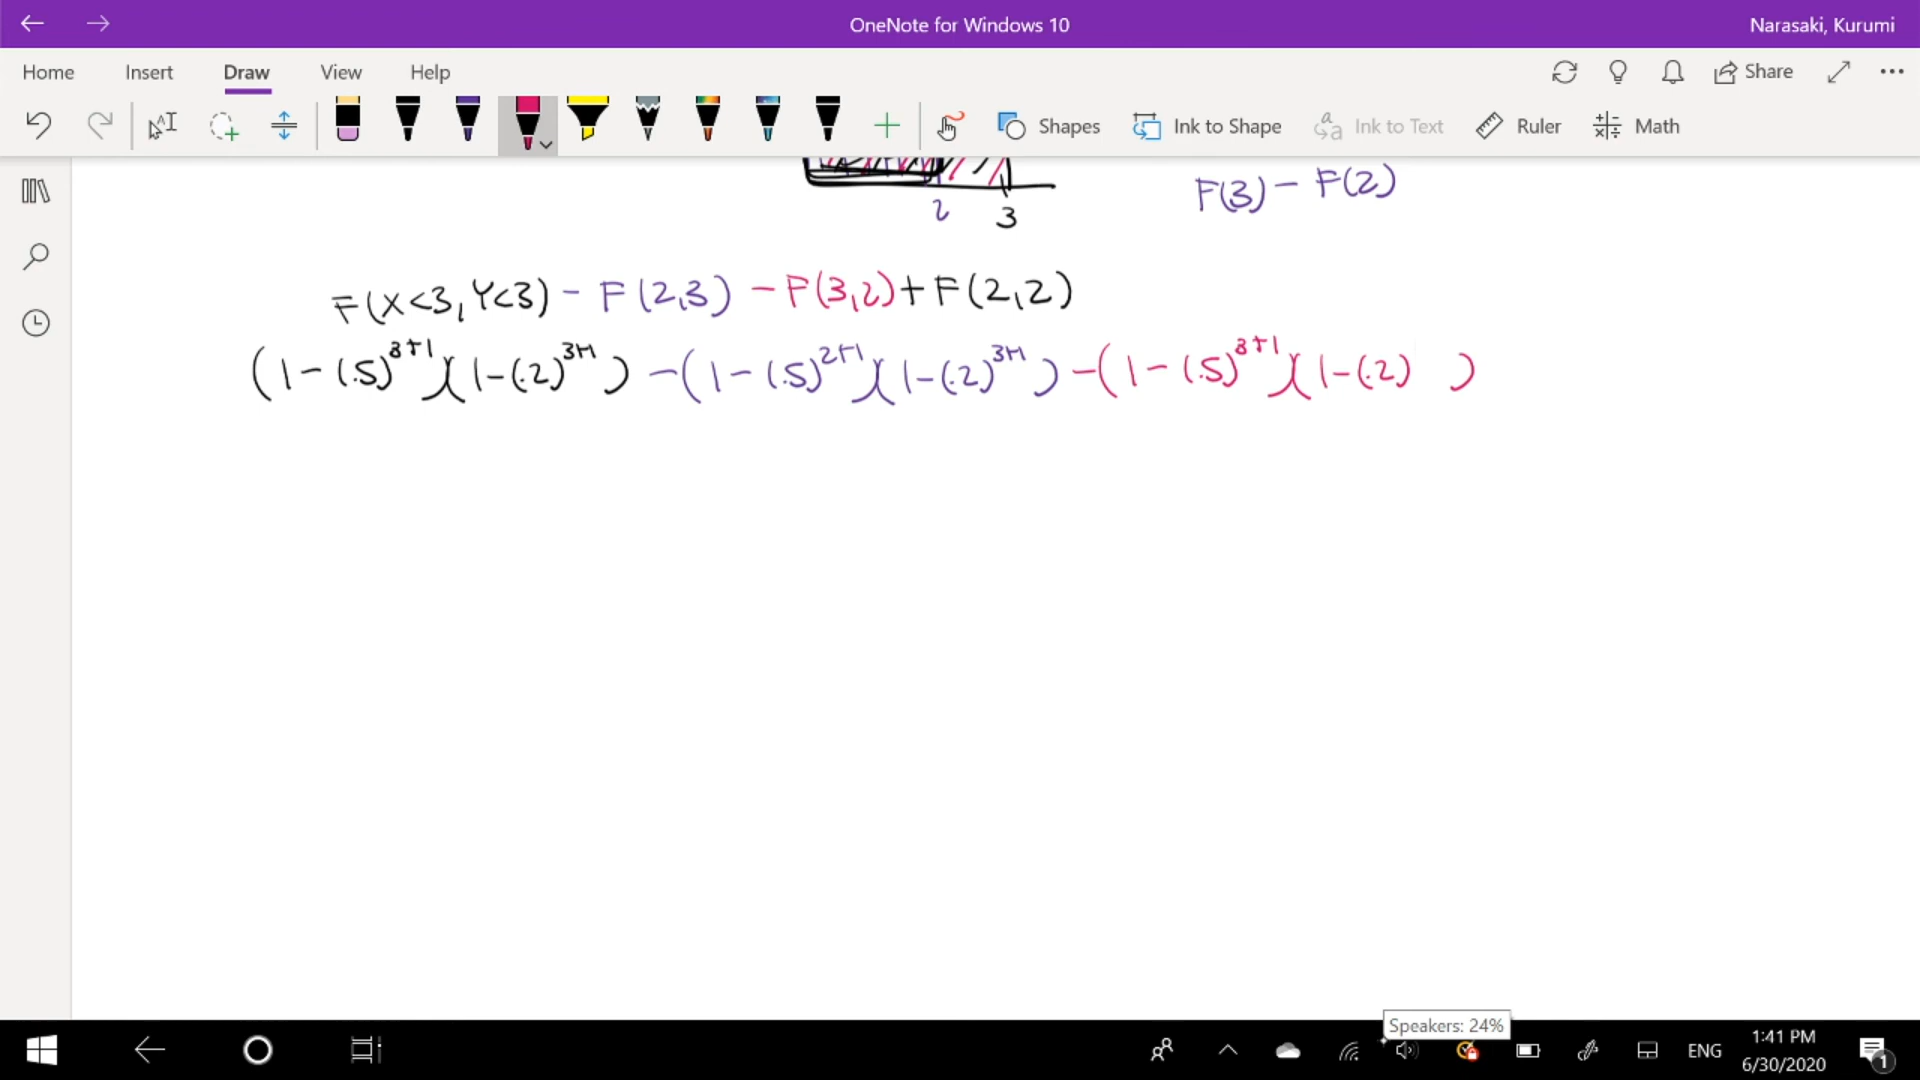 OneNote for Windows 10
Narasaki, Kurumi
Home Insert Draw View Help Share
Shapes Ink to Shape Ink to Text Ruler Math
2 3
F(3) - F(2)
F(X<3, Y<3) - F(2,3) - F(3,2) + F(2,2)
(1-(.5)^3+1)(1-(.2)^3+1) - (1-(.5)^2+1)(1-(.2)^3+1) - (1-(.5)^3+1)(1-(.2) )
Speakers: 24%
ENG
1:41 PM
6/30/2020
1